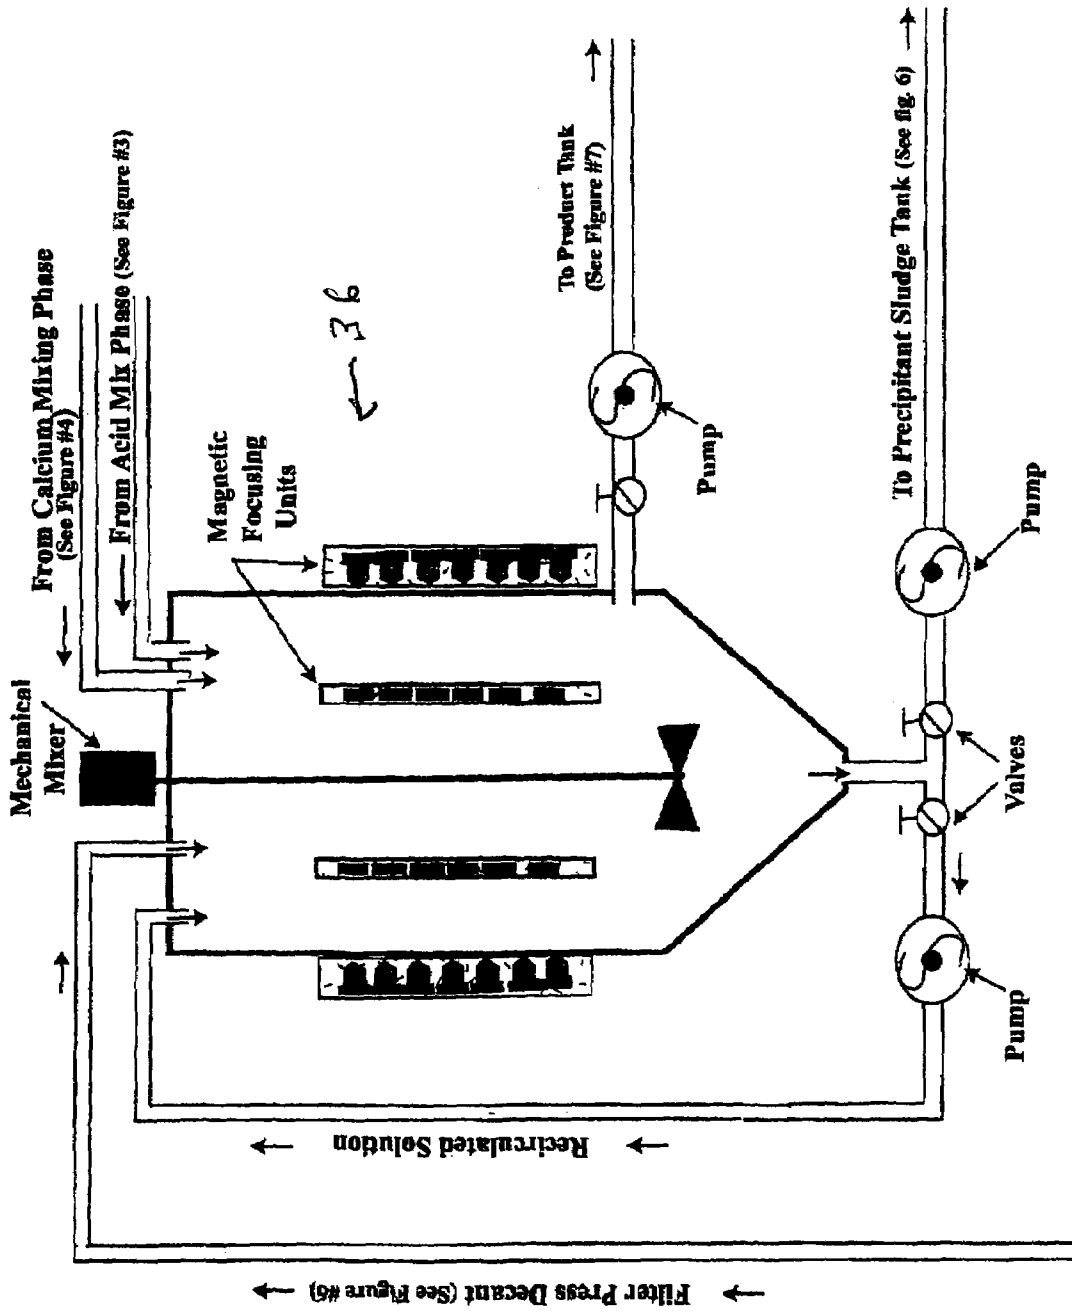 From Calcium Mixing Phase
(See Figure #4)
From Acid Mix Phase (See Figure #3)
Mechanical
Mixer
Magnetic
Focusing
Units
36
To Product Tank
(See Figure #7)
Pump
To Precipitant Sludge Tank (See fig. 6)
Pump
Valves
Pump
Recirculated Solution
Filter Press Decant (See Figure #6)